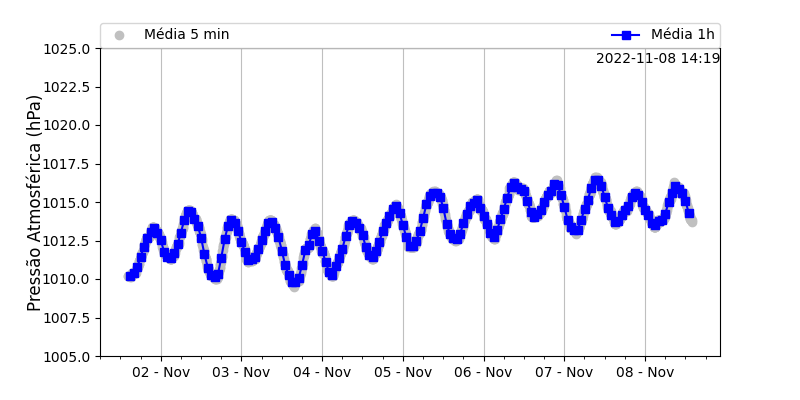 Média 5 min
Média 1h
2022-11-08 14:19
Pressão Atmosférica (hPa)
1025.0
1022.5
1020.0
1017.5
1015.0
1012.5
1010.0
1007.5
1005.0
02 - Nov
03 - Nov
04 - Nov
05 - Nov
06 - Nov
07 - Nov
08 - Nov